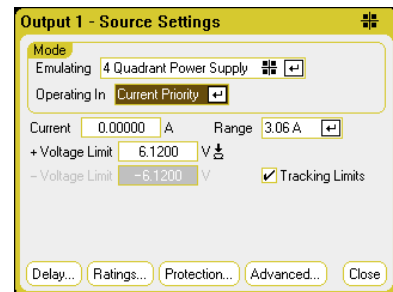 Output 1 - Source Settings
Mode
Emulating 4 Quadrant Power Supply
Operating In Current Priority
Current 0.00000 A Range 3.06 A
+ Voltage Limit 6.1200 V
- Voltage Limit -6.1200 V Tracking Limits
Delay... Ratings... Protection... Advanced... Close